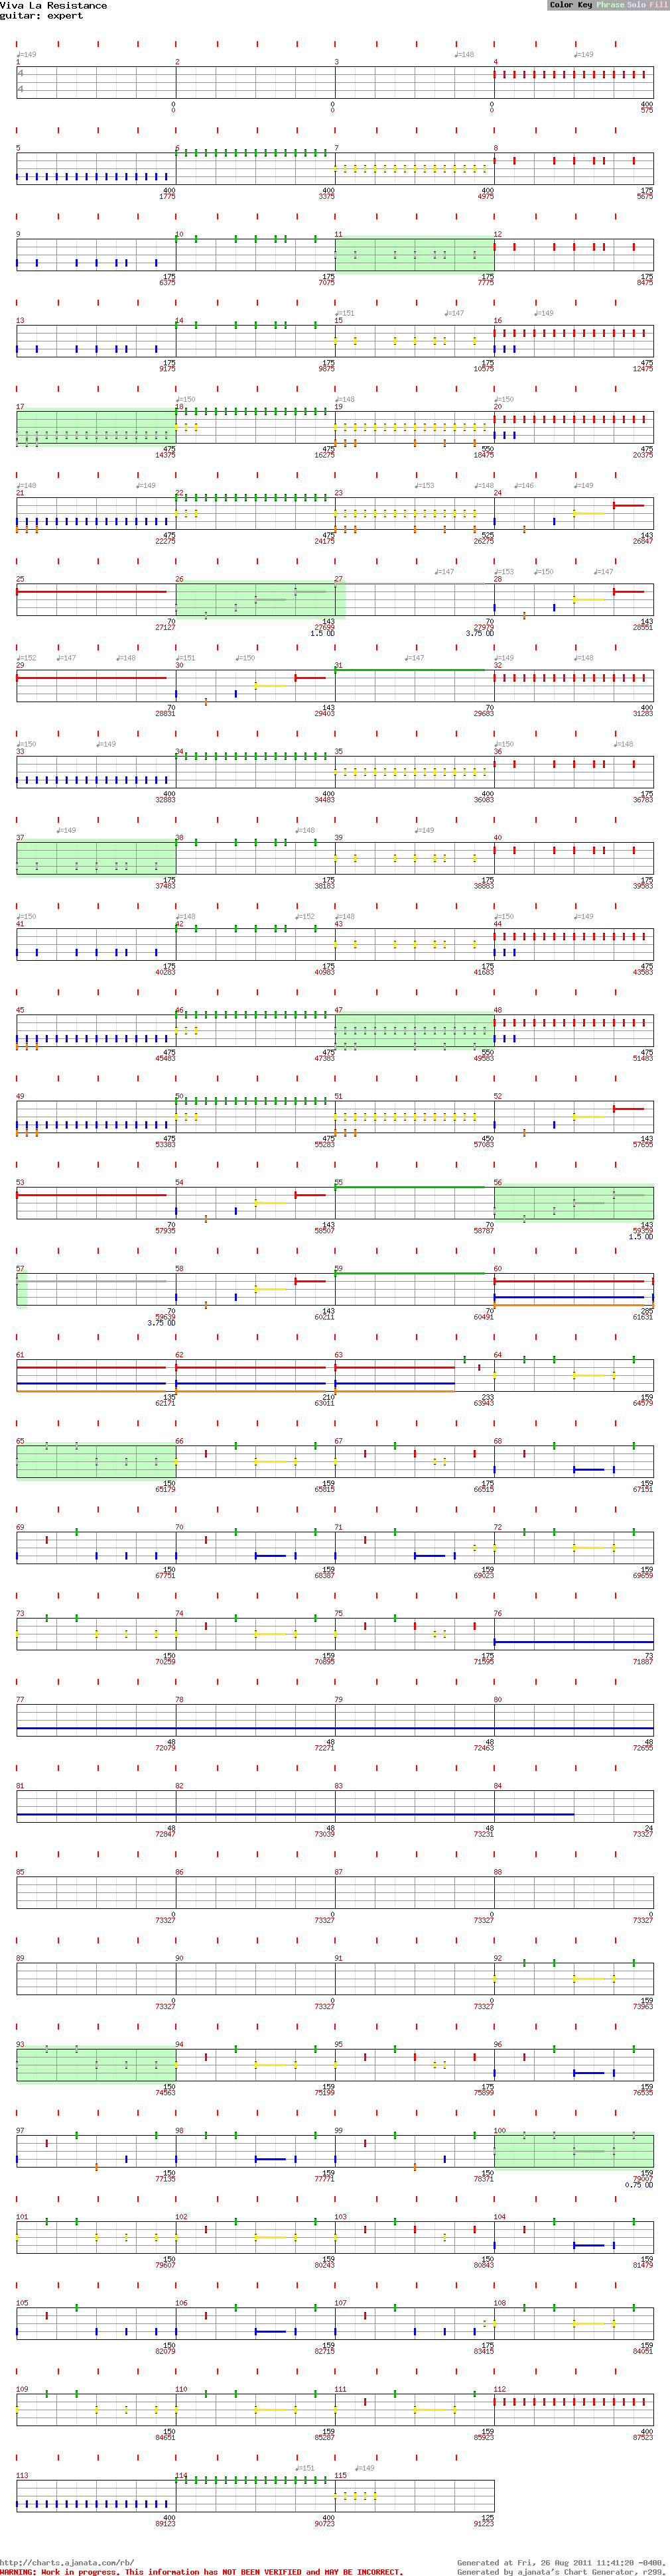 Viva La Resistance
Color Key Phrase Solo Fill
guitar: expert
♩=149 ♩=148 ♩=149
1 2 3 4
4
4
0 0 0 400
0 0 0 575
5 6 7 8
400 400 400 175
1775 3375 4975 5675
9 10 11 12
175 175 175 175
6375 7075 7775 8475
♩=151 ♩=147 ♩=149
13 14 15 16
175 175 175 475
9175 9875 10575 12475
♩=150 ♩=148 ♩=150
17 18 19 20
475 475 550 475
14375 16275 18475 20375
♩=148 ♩=149 ♩=153 ♩=148 ♩=146 ♩=149
21 22 23 24
475 475 525 143
22275 24175 26275 26847
♩=147 ♩=153 ♩=150 ♩=147
25 26 27 28
70 143 70 143
27127 27699 27979 28551
1.5 OD 3.75 OD
♩=152 ♩=147 ♩=148 ♩=151 ♩=150 ♩=147 ♩=149 ♩=148
29 30 31 32
70 143 70 400
28831 29403 29683 31283
♩=150 ♩=149 ♩=150 ♩=148
33 34 35 36
400 400 400 175
32883 34483 36083 36783
♩=149 ♩=148 ♩=149
37 38 39 40
175 175 175 175
37483 38183 38883 39583
♩=150 ♩=148 ♩=152 ♩=148 ♩=150 ♩=149
41 42 43 44
175 175 175 475
40283 40983 41683 43583
45 46 47 48
475 475 550 475
45483 47383 49583 51483
49 50 51 52
475 475 450 143
53383 55283 57083 57655
53 54 55 56
70 143 70 143
57935 58507 58787 59359
1.5 OD
57 58 59 60
70 143 70 285
59639 60211 60491 61631
3.75 OD
61 62 63 64
135 210 233 159
62171 63011 63943 64579
65 66 67 68
150 159 175 159
65179 65815 66515 67151
69 70 71 72
150 159 159 159
67751 68387 69023 69659
73 74 75 76
150 159 175 73
70259 70895 71595 71887
77 78 79 80
48 48 48 48
72079 72271 72463 72655
81 82 83 84
48 48 48 24
72847 73039 73231 73327
85 86 87 88
0 0 0 0
73327 73327 73327 73327
89 90 91 92
0 0 0 159
73327 73327 73327 73963
93 94 95 96
150 159 175 159
74563 75199 75899 76535
97 98 99 100
150 159 150 159
77135 77771 78371 79007
0.75 OD
101 102 103 104
150 159 150 159
79607 80243 80843 81479
105 106 107 108
150 159 175 159
82079 82715 83415 84051
109 110 111 112
150 159 159 400
84651 85287 85923 87523
♩=151 ♩=149
113 114 115
400 400 125
89123 90723 91223
http://charts.ajanata.com/rb/ Generated at Fri, 26 Aug 2011 11:41:20 -0400.
WARNING: Work in progress. This information has NOT BEEN VERIFIED and MAY BE INCORRECT. Generated by ajanata's Chart Generator, r299.